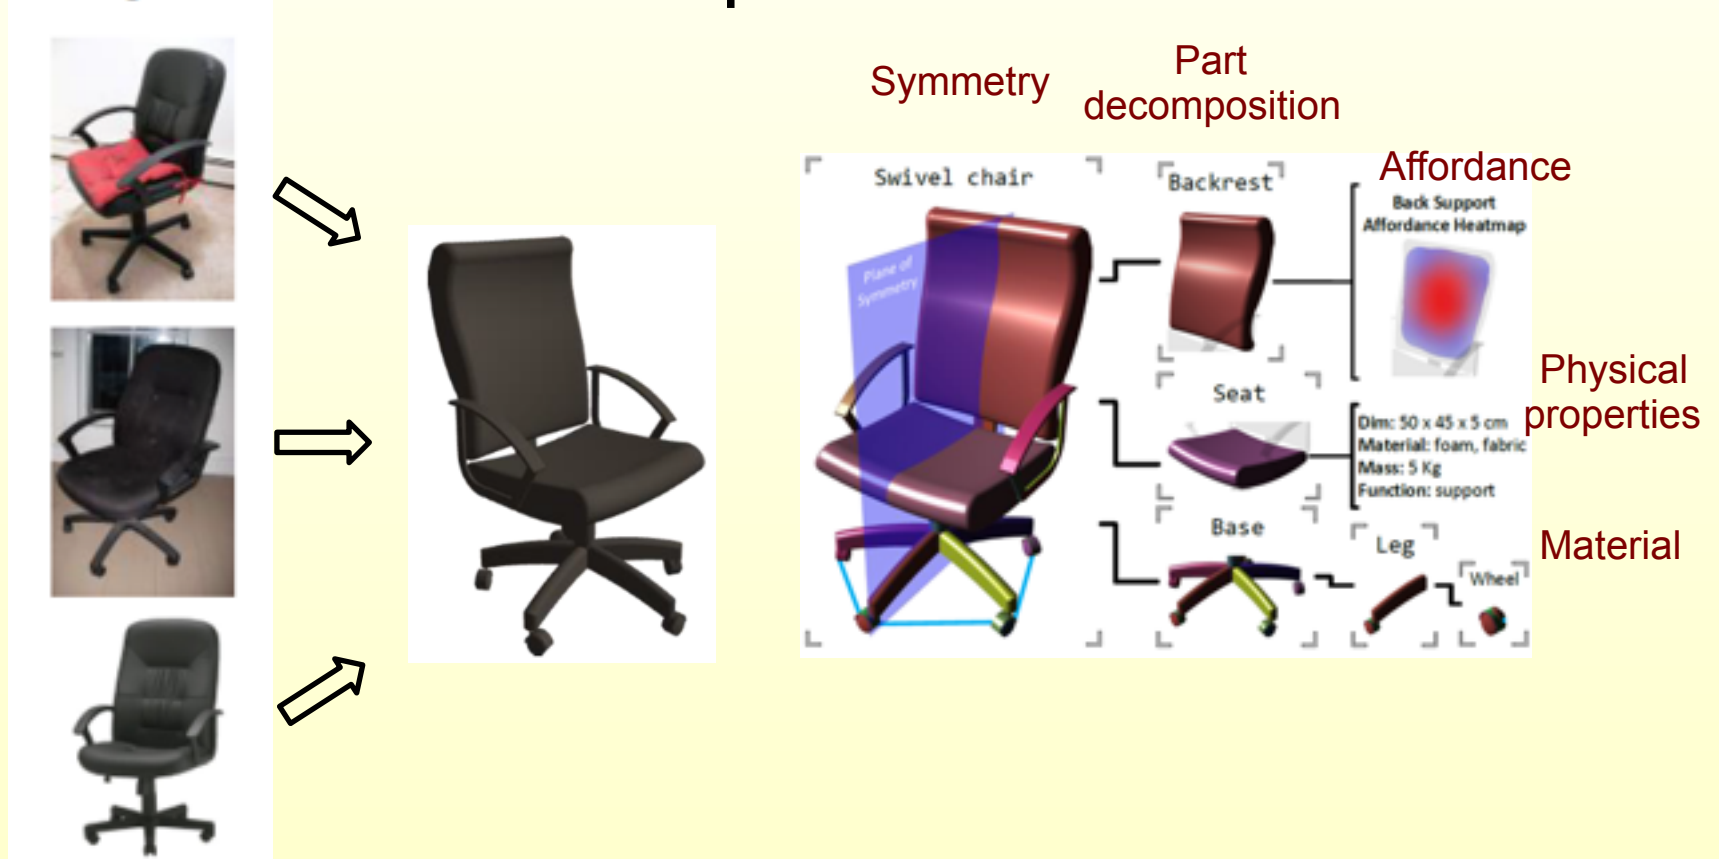 Symmetry
Part
decomposition
Affordance
Swivel chair
Backrest
Back Support
Affordance Heatmap
Plane of
Symmetry
Physical
properties
Seat
Dim: 50 x 45 x 5 cm
Material: foam, fabric
Mass: 5 Kg
Function: support
Base
Leg
Material
Wheel